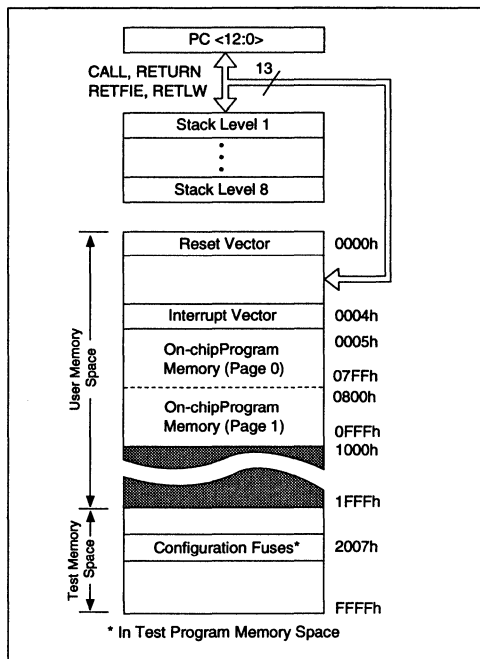 PC <12:0>
CALL, RETURN
RETFIE, RETLW
13
Stack Level 1
Stack Level 8
User Memory
Space
Reset Vector
0000h
Interrupt Vector
0004h
0005h
On-chipProgram
Memory (Page 0)
07FFh
0800h
On-chipProgram
Memory (Page 1)
0FFFh
1000h
1FFFh
Test Memory
Space
Configuration Fuses*
2007h
FFFFh
* In Test Program Memory Space